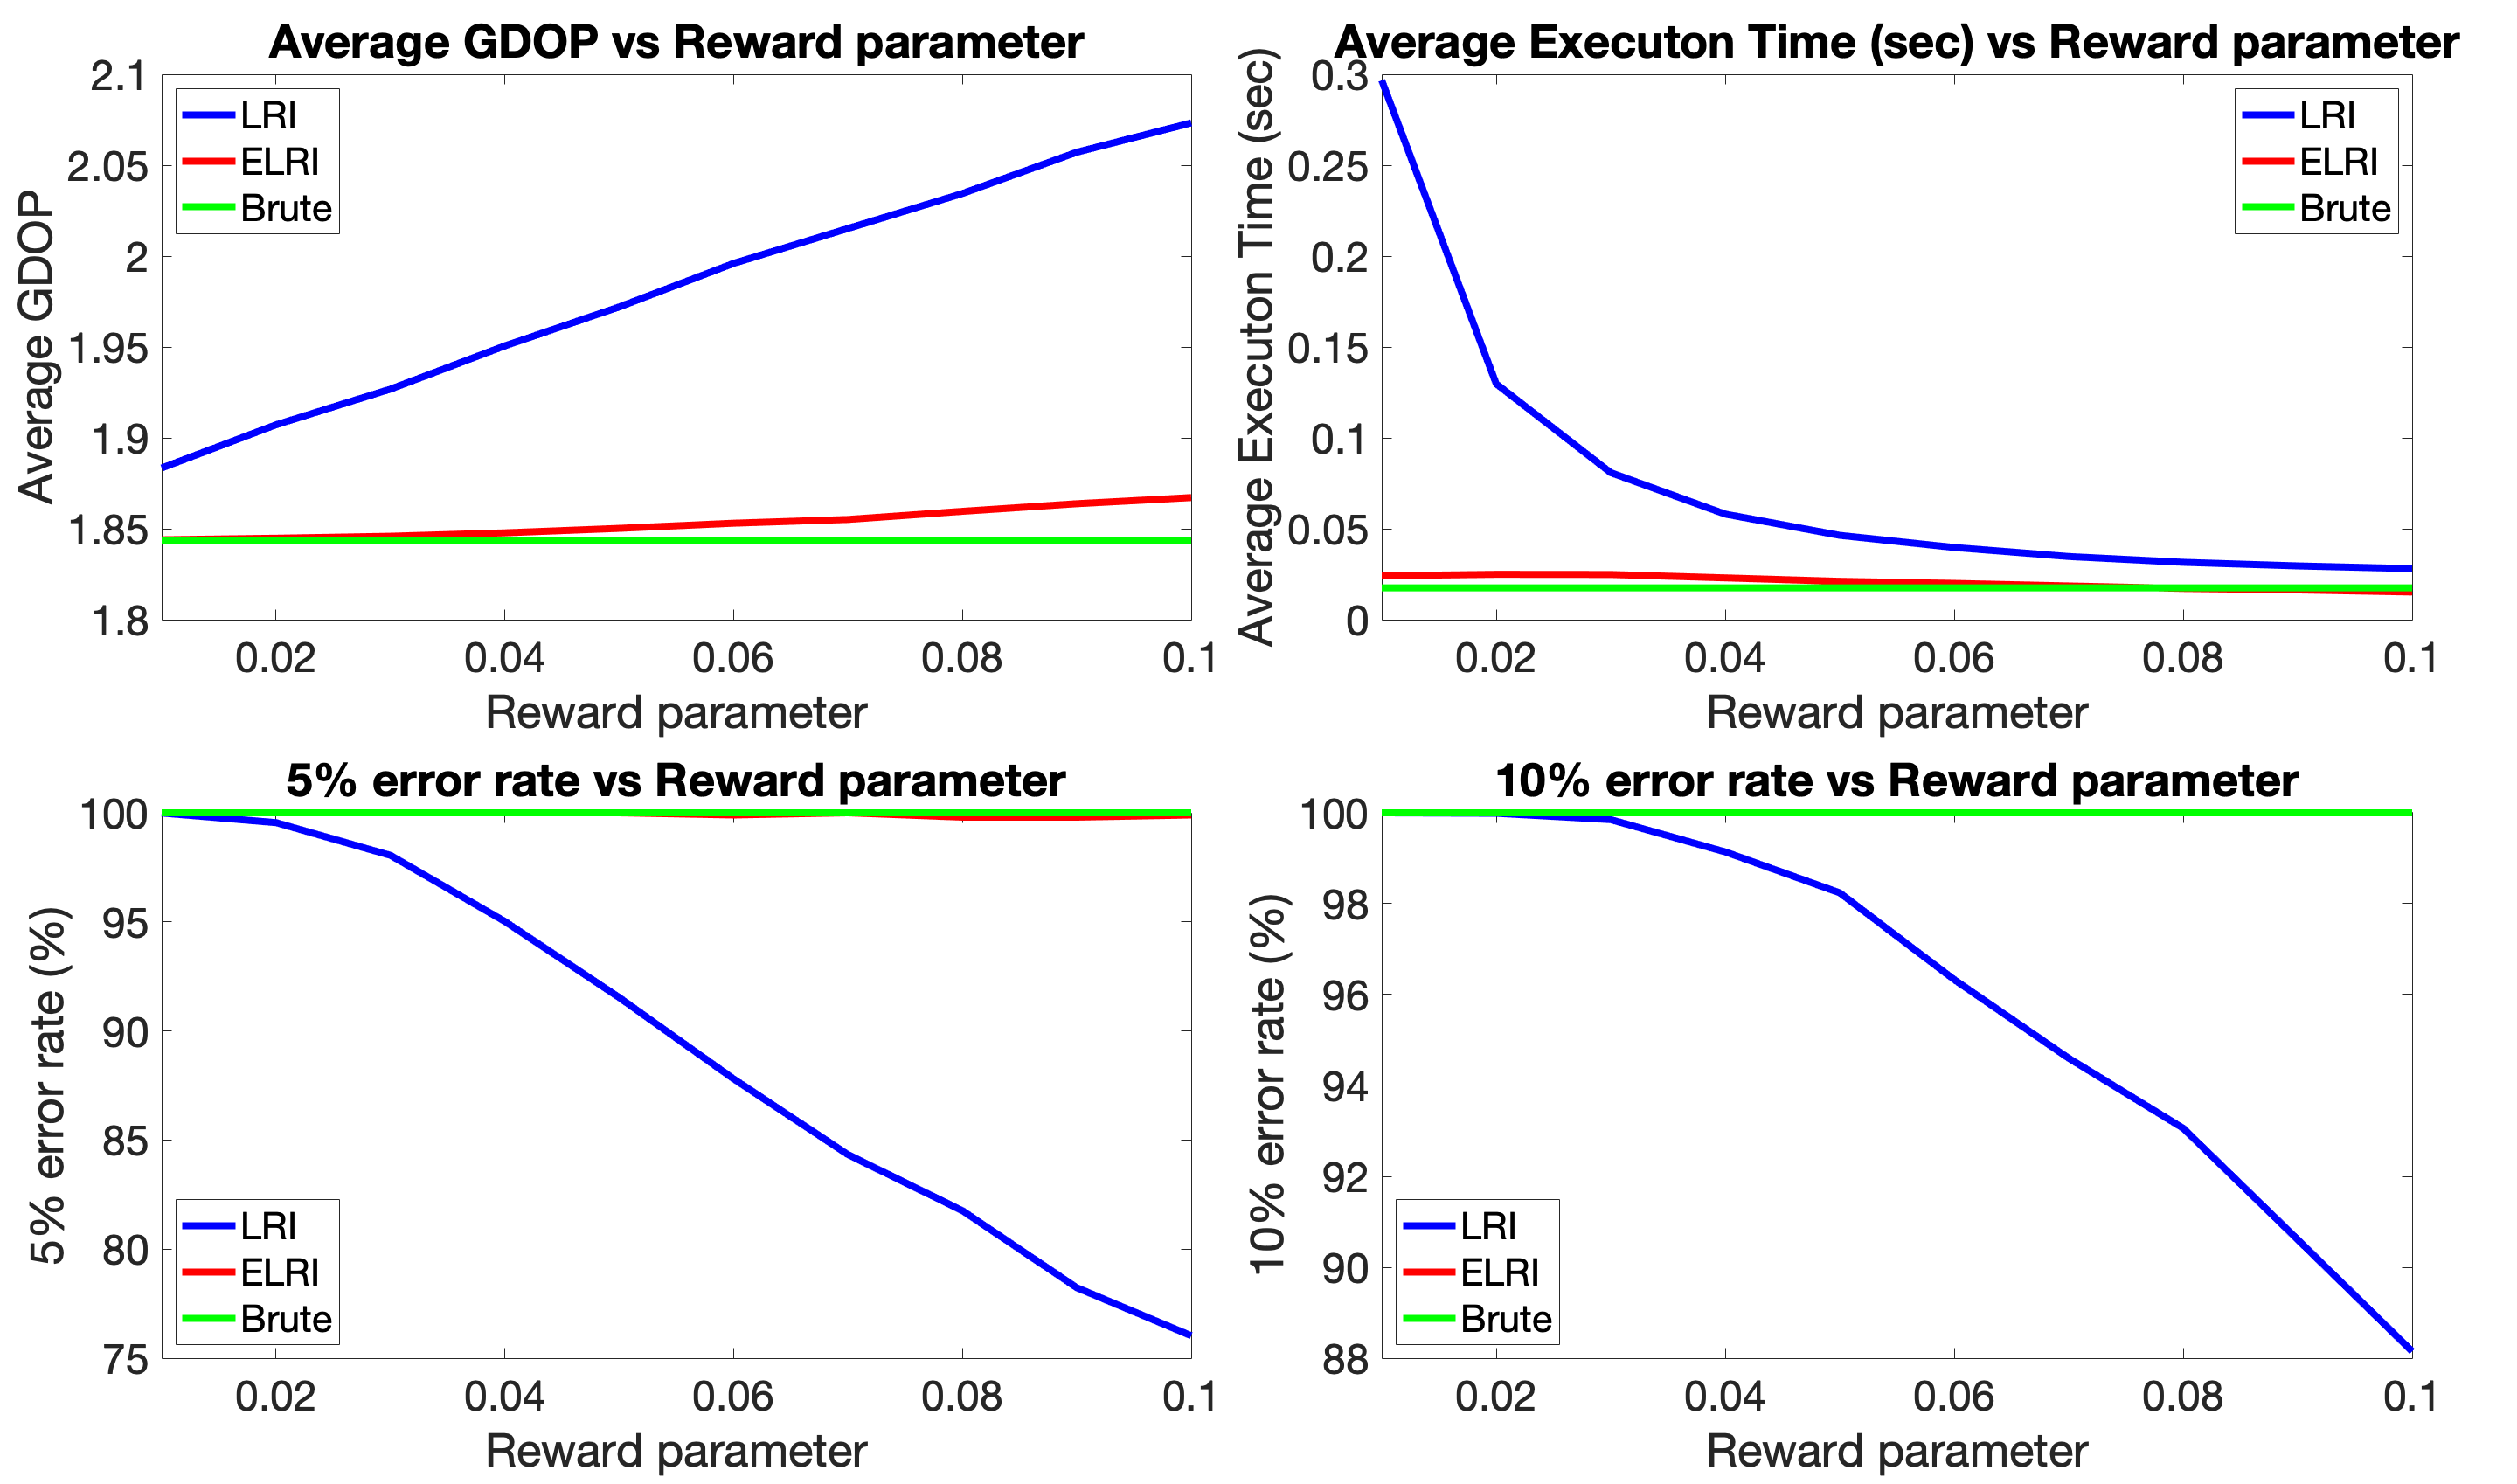 Average GDOP vs Reward parameter
2.1
2.05
2
1.95
1.9
1.85
1.8
Average GDOP
LRI
ELRI
Brute
0.02 0.04 0.06 0.08 0.1
Reward parameter
Average Executon Time (sec) vs Reward parameter
0.3
0.25
0.2
0.15
0.1
0.05
0
Average Executon Time (sec)
LRI
ELRI
Brute
0.02 0.04 0.06 0.08 0.1
Reward parameter
5% error rate vs Reward parameter
100
95
90
85
80
75
5% error rate (%)
LRI
ELRI
Brute
0.02 0.04 0.06 0.08 0.1
Reward parameter
10% error rate vs Reward parameter
100
98
96
94
92
90
88
10% error rate (%)
LRI
ELRI
Brute
0.02 0.04 0.06 0.08 0.1
Reward parameter